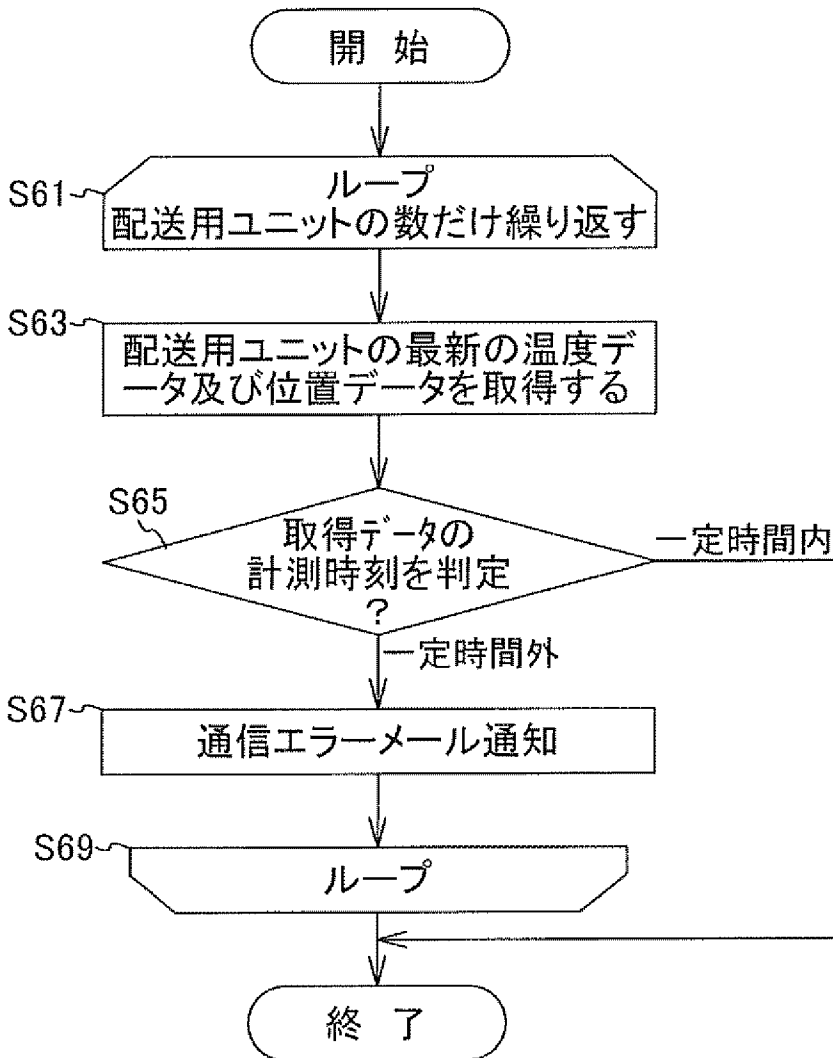 開 始
S61
ループ
配送用ユニットの数だけ繰り返す
S63
配送用ユニットの最新の温度デ
ータ及び位置データを取得する
S65
取得データの
計測時刻を判定
?
一定時間内
一定時間外
S67
通信エラーメール通知
S69
ループ
終 了